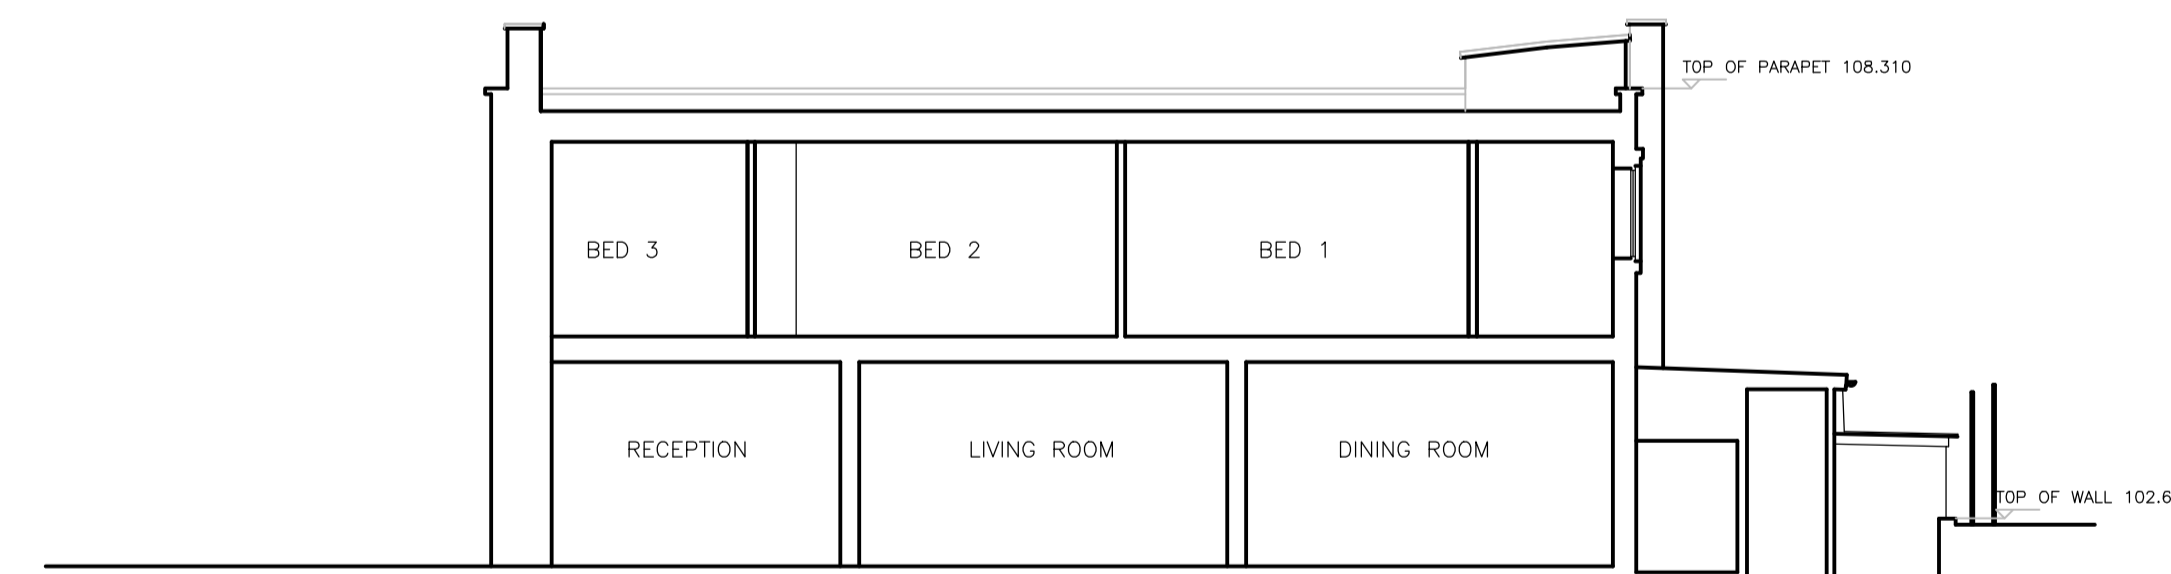 TOP OF PARAPET 108.310
BED 3
BED 2
BED 1
RECEPTION
LIVING ROOM
DINING ROOM
TOP OF WALL 102.6